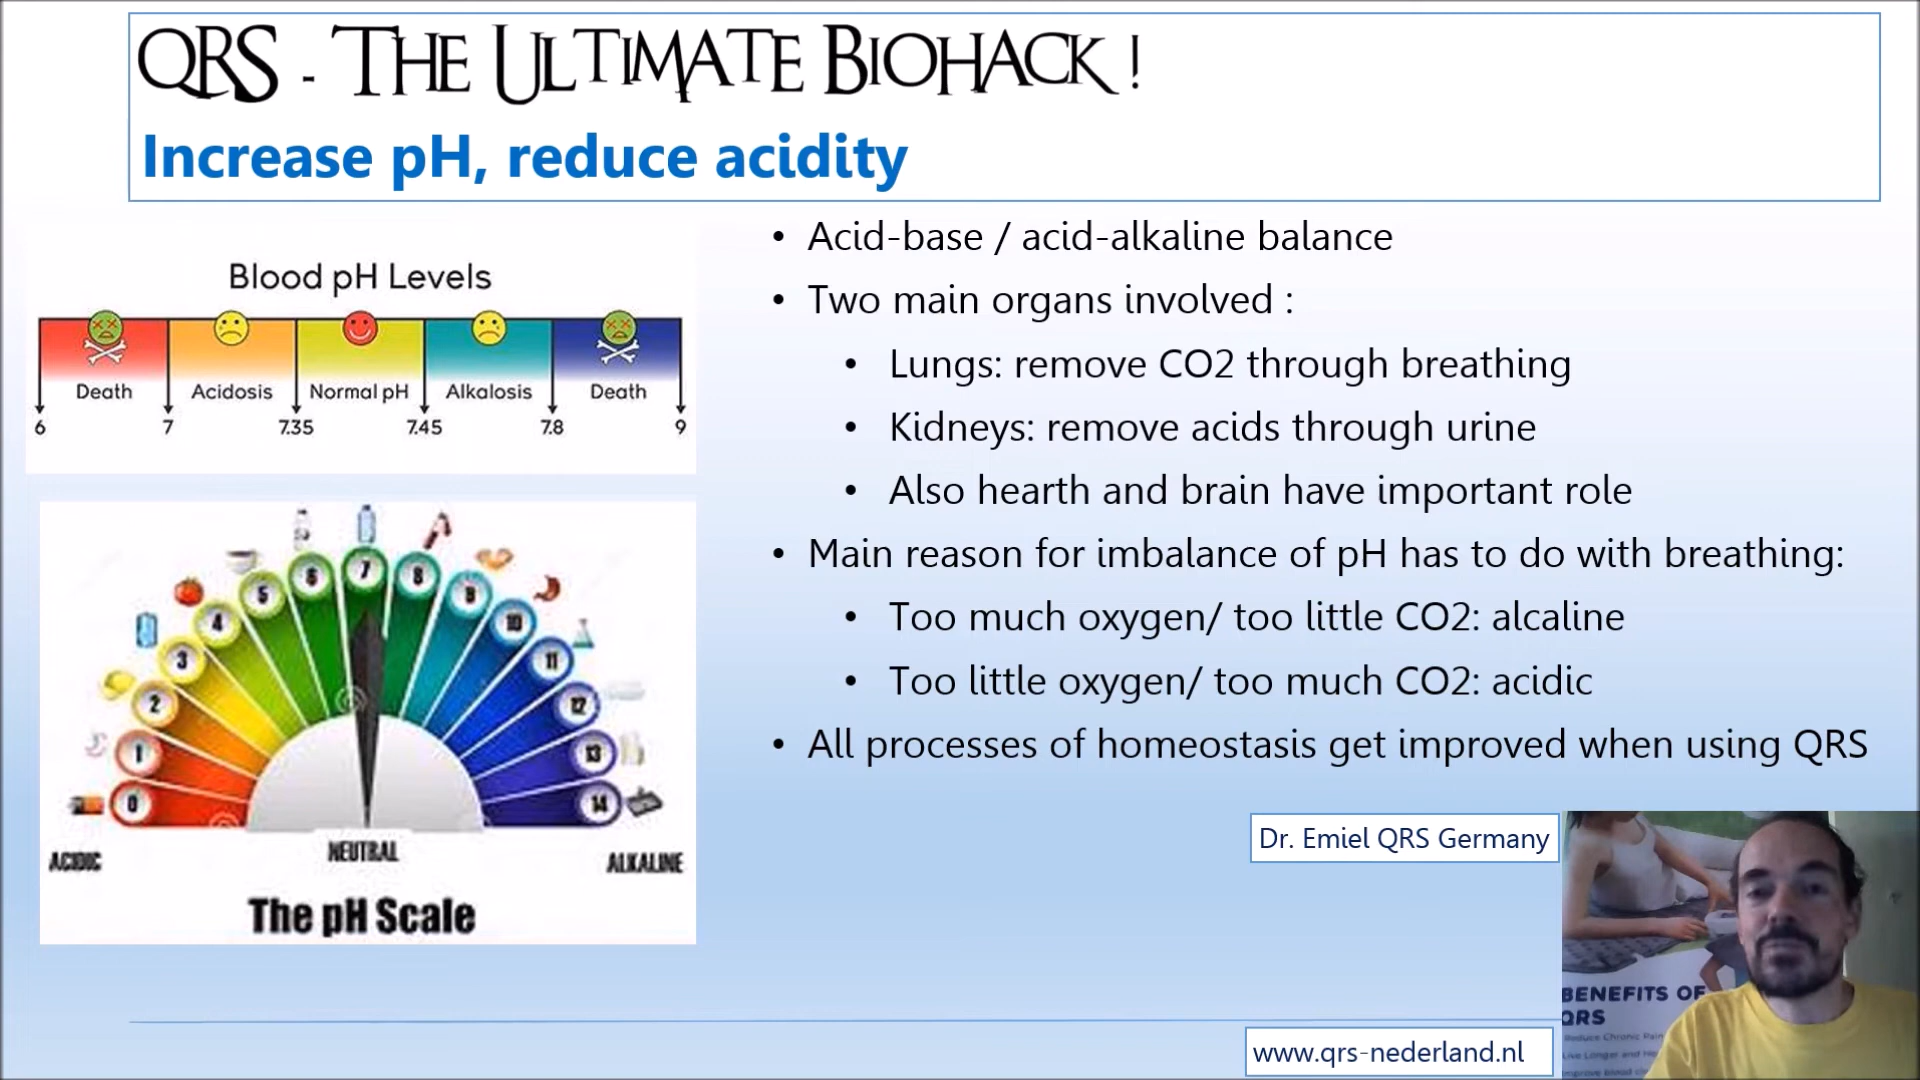 QRS - THE ULTIMATE BIOHACK !
Increase pH, reduce acidity
Blood pH Levels
Death
Acidosis
Normal pH
Alkalosis
Death
6
7
7.35
7.45
7.8
9
0
1
2
3
4
5
6
7
8
9
10
11
12
13
14
ACIDIC
NEUTRAL
ALKALINE
The pH Scale
• Acid-base / acid-alkaline balance
• Two main organs involved :
• Lungs: remove CO2 through breathing
• Kidneys: remove acids through urine
• Also hearth and brain have important role
• Main reason for imbalance of pH has to do with breathing:
• Too much oxygen/ too little CO2: alcaline
• Too little oxygen/ too much CO2: acidic
• All processes of homeostasis get improved when using QRS
Dr. Emiel QRS Germany
BENEFITS OF
QRS
Reduce Chronic Pain
Live Longer and
www.qrs-nederland.nl